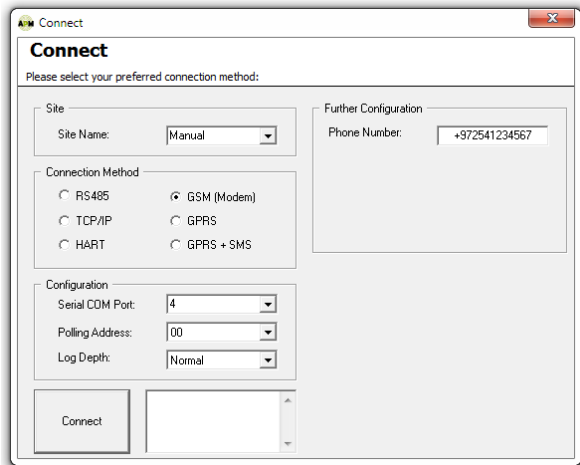 APM Connect
Connect
Please select your preferred connection method:
Site
Site Name: Manual
Connection Method
RS485 GSM (Modem)
TCP/IP GPRS
HART GPRS + SMS
Configuration
Serial COM Port: 4
Polling Address: 00
Log Depth: Normal
Connect
Further Configuration
Phone Number: +972541234567